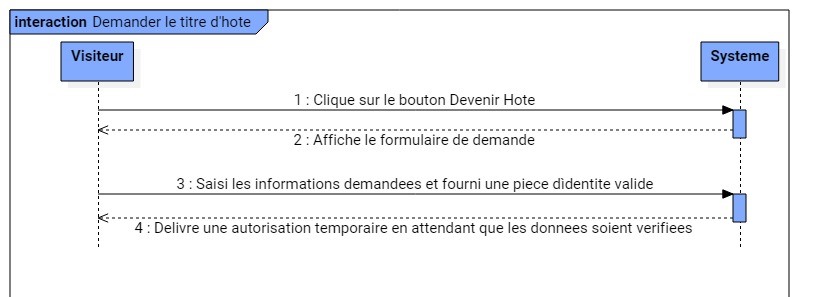 interaction Demander le titre d'hote
Visiteur
Systeme
1 : Clique sur le bouton Devenir Hote
2 : Affiche le formulaire de demande
3 : Saisi les informations demandees et fourni une piece dìdentite valide
4 : Delivre une autorisation temporaire en attendant que les donnees soient verifiees